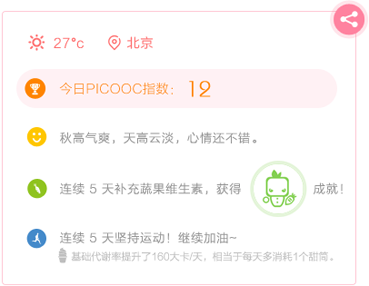 27°c 北京
今日PICOOC指数： 12
秋高气爽，天高云淡，心情还不错。
连续 5 天补充蔬果维生素，获得 成就！
连续 5 天坚持运动！继续加油~
基础代谢率提升了160大卡/天，相当于每天多消耗1个甜筒。